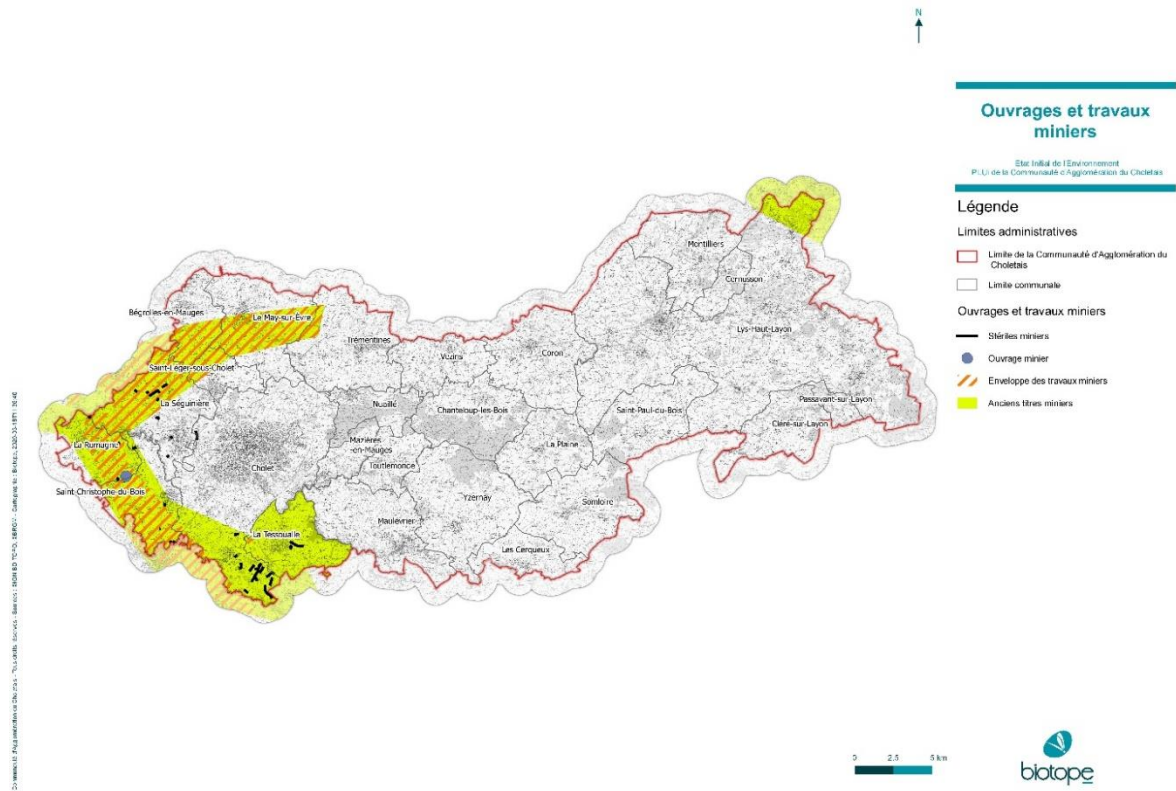 N
Ouvrages et travaux
miniers
Etat Initial de l'Environnement
PLUi de la Communauté d'Agglomération du Choletais
Légende
Limites administratives
Limite de la Communauté d'Agglomération du
Choletais
Limite communale
Ouvrages et travaux miniers
Stériles miniers
Ouvrage minier
Enveloppe des travaux miniers
Anciens titres miniers
Montilliers
Cernusson
Bégrolles-en-Mauges
Le May-sur-Èvre
Lys-Haut-Layon
Trémentines
Vezins
Coron
Saint-Léger-sous-Cholet
La Séguinière
Nuaillé
Chanteloup-les-Bois
Saint-Paul-du-Bois
Passavant-sur-Layon
Cléré-sur-Layon
La Romagne
Mazières
-en-Mauges
La Plaine
Cholet
Toutlemonce
Saint-Christophe-du-Bois
Yzernay
Somloire
Maulévrier
La Tessoualle
Les Cerqueux
0 2,5 5 km
biotope